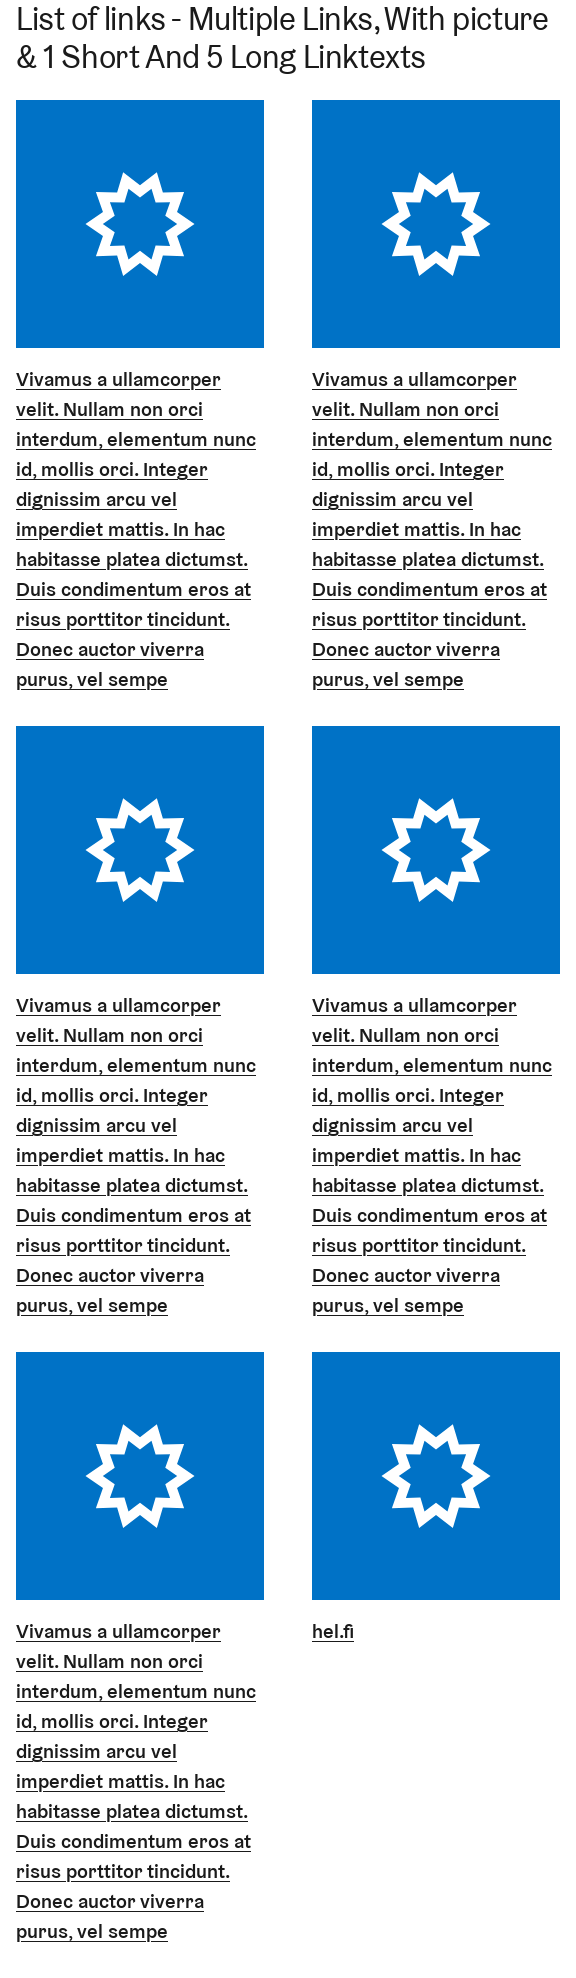 List of links - Multiple Links, With picture
& 1 Short And 5 Long Linktexts
Vivamus a ullamcorper
velit. Nullam non orci
interdum, elementum nunc
id, mollis orci. Integer
dignissim arcu vel
imperdiet mattis. In hac
habitasse platea dictumst.
Duis condimentum eros at
risus porttitor tincidunt.
Donec auctor viverra
purus, vel sempe
Vivamus a ullamcorper
velit. Nullam non orci
interdum, elementum nunc
id, mollis orci. Integer
dignissim arcu vel
imperdiet mattis. In hac
habitasse platea dictumst.
Duis condimentum eros at
risus porttitor tincidunt.
Donec auctor viverra
purus, vel sempe
Vivamus a ullamcorper
velit. Nullam non orci
interdum, elementum nunc
id, mollis orci. Integer
dignissim arcu vel
imperdiet mattis. In hac
habitasse platea dictumst.
Duis condimentum eros at
risus porttitor tincidunt.
Donec auctor viverra
purus, vel sempe
Vivamus a ullamcorper
velit. Nullam non orci
interdum, elementum nunc
id, mollis orci. Integer
dignissim arcu vel
imperdiet mattis. In hac
habitasse platea dictumst.
Duis condimentum eros at
risus porttitor tincidunt.
Donec auctor viverra
purus, vel sempe
Vivamus a ullamcorper
velit. Nullam non orci
interdum, elementum nunc
id, mollis orci. Integer
dignissim arcu vel
imperdiet mattis. In hac
habitasse platea dictumst.
Duis condimentum eros at
risus porttitor tincidunt.
Donec auctor viverra
purus, vel sempe
hel.fi